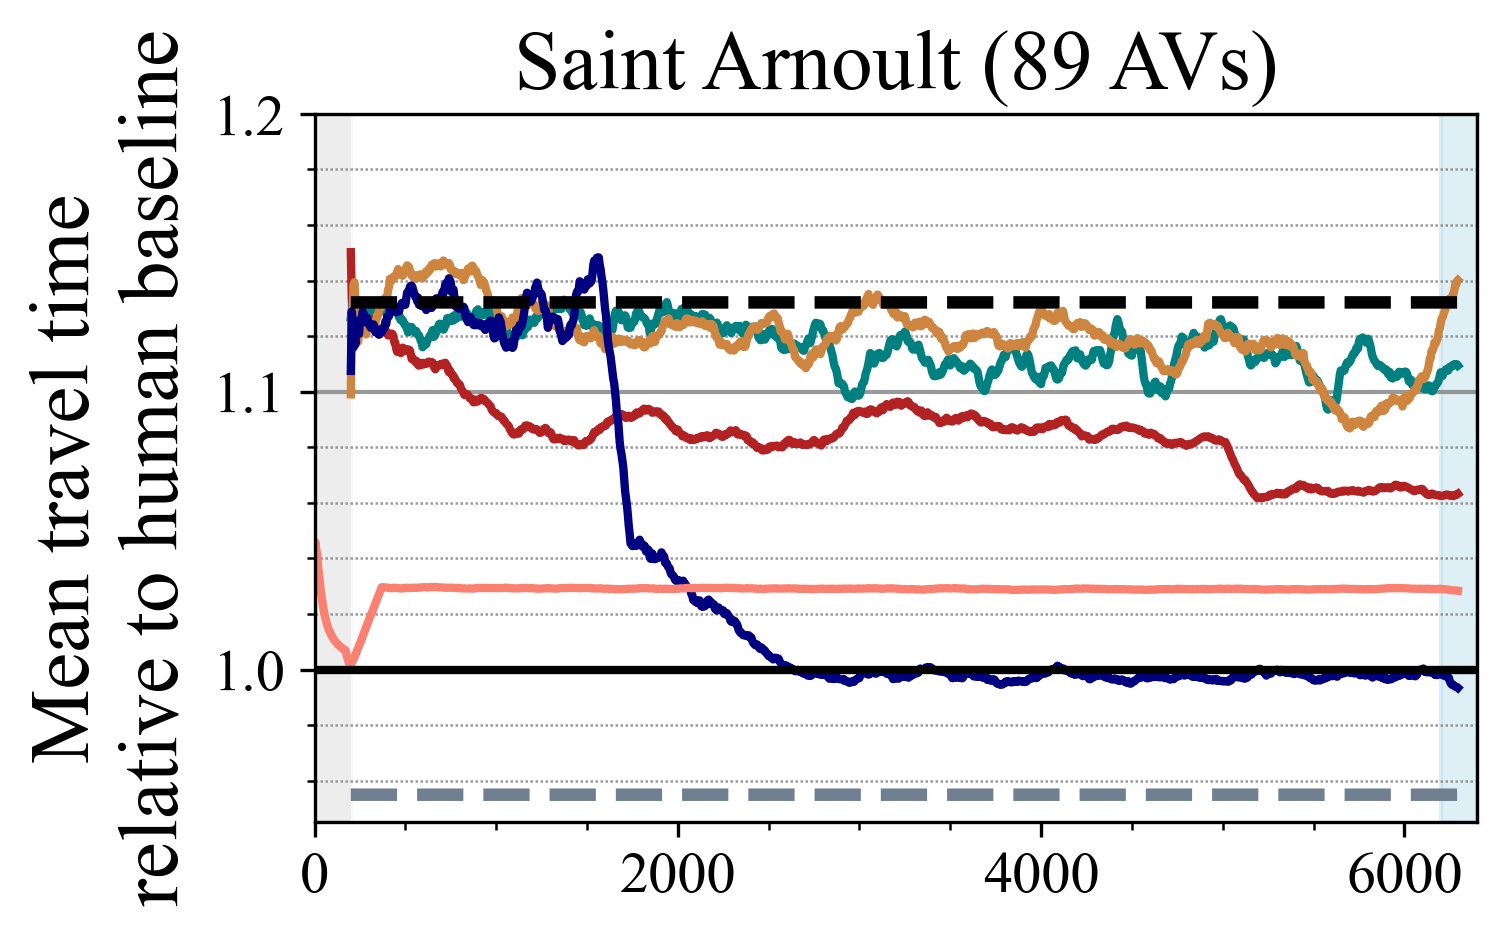 Saint Arnoult (89 AVs)
Mean travel time
relative to human baseline
1.2
1.1
1.0
0
2000
4000
6000